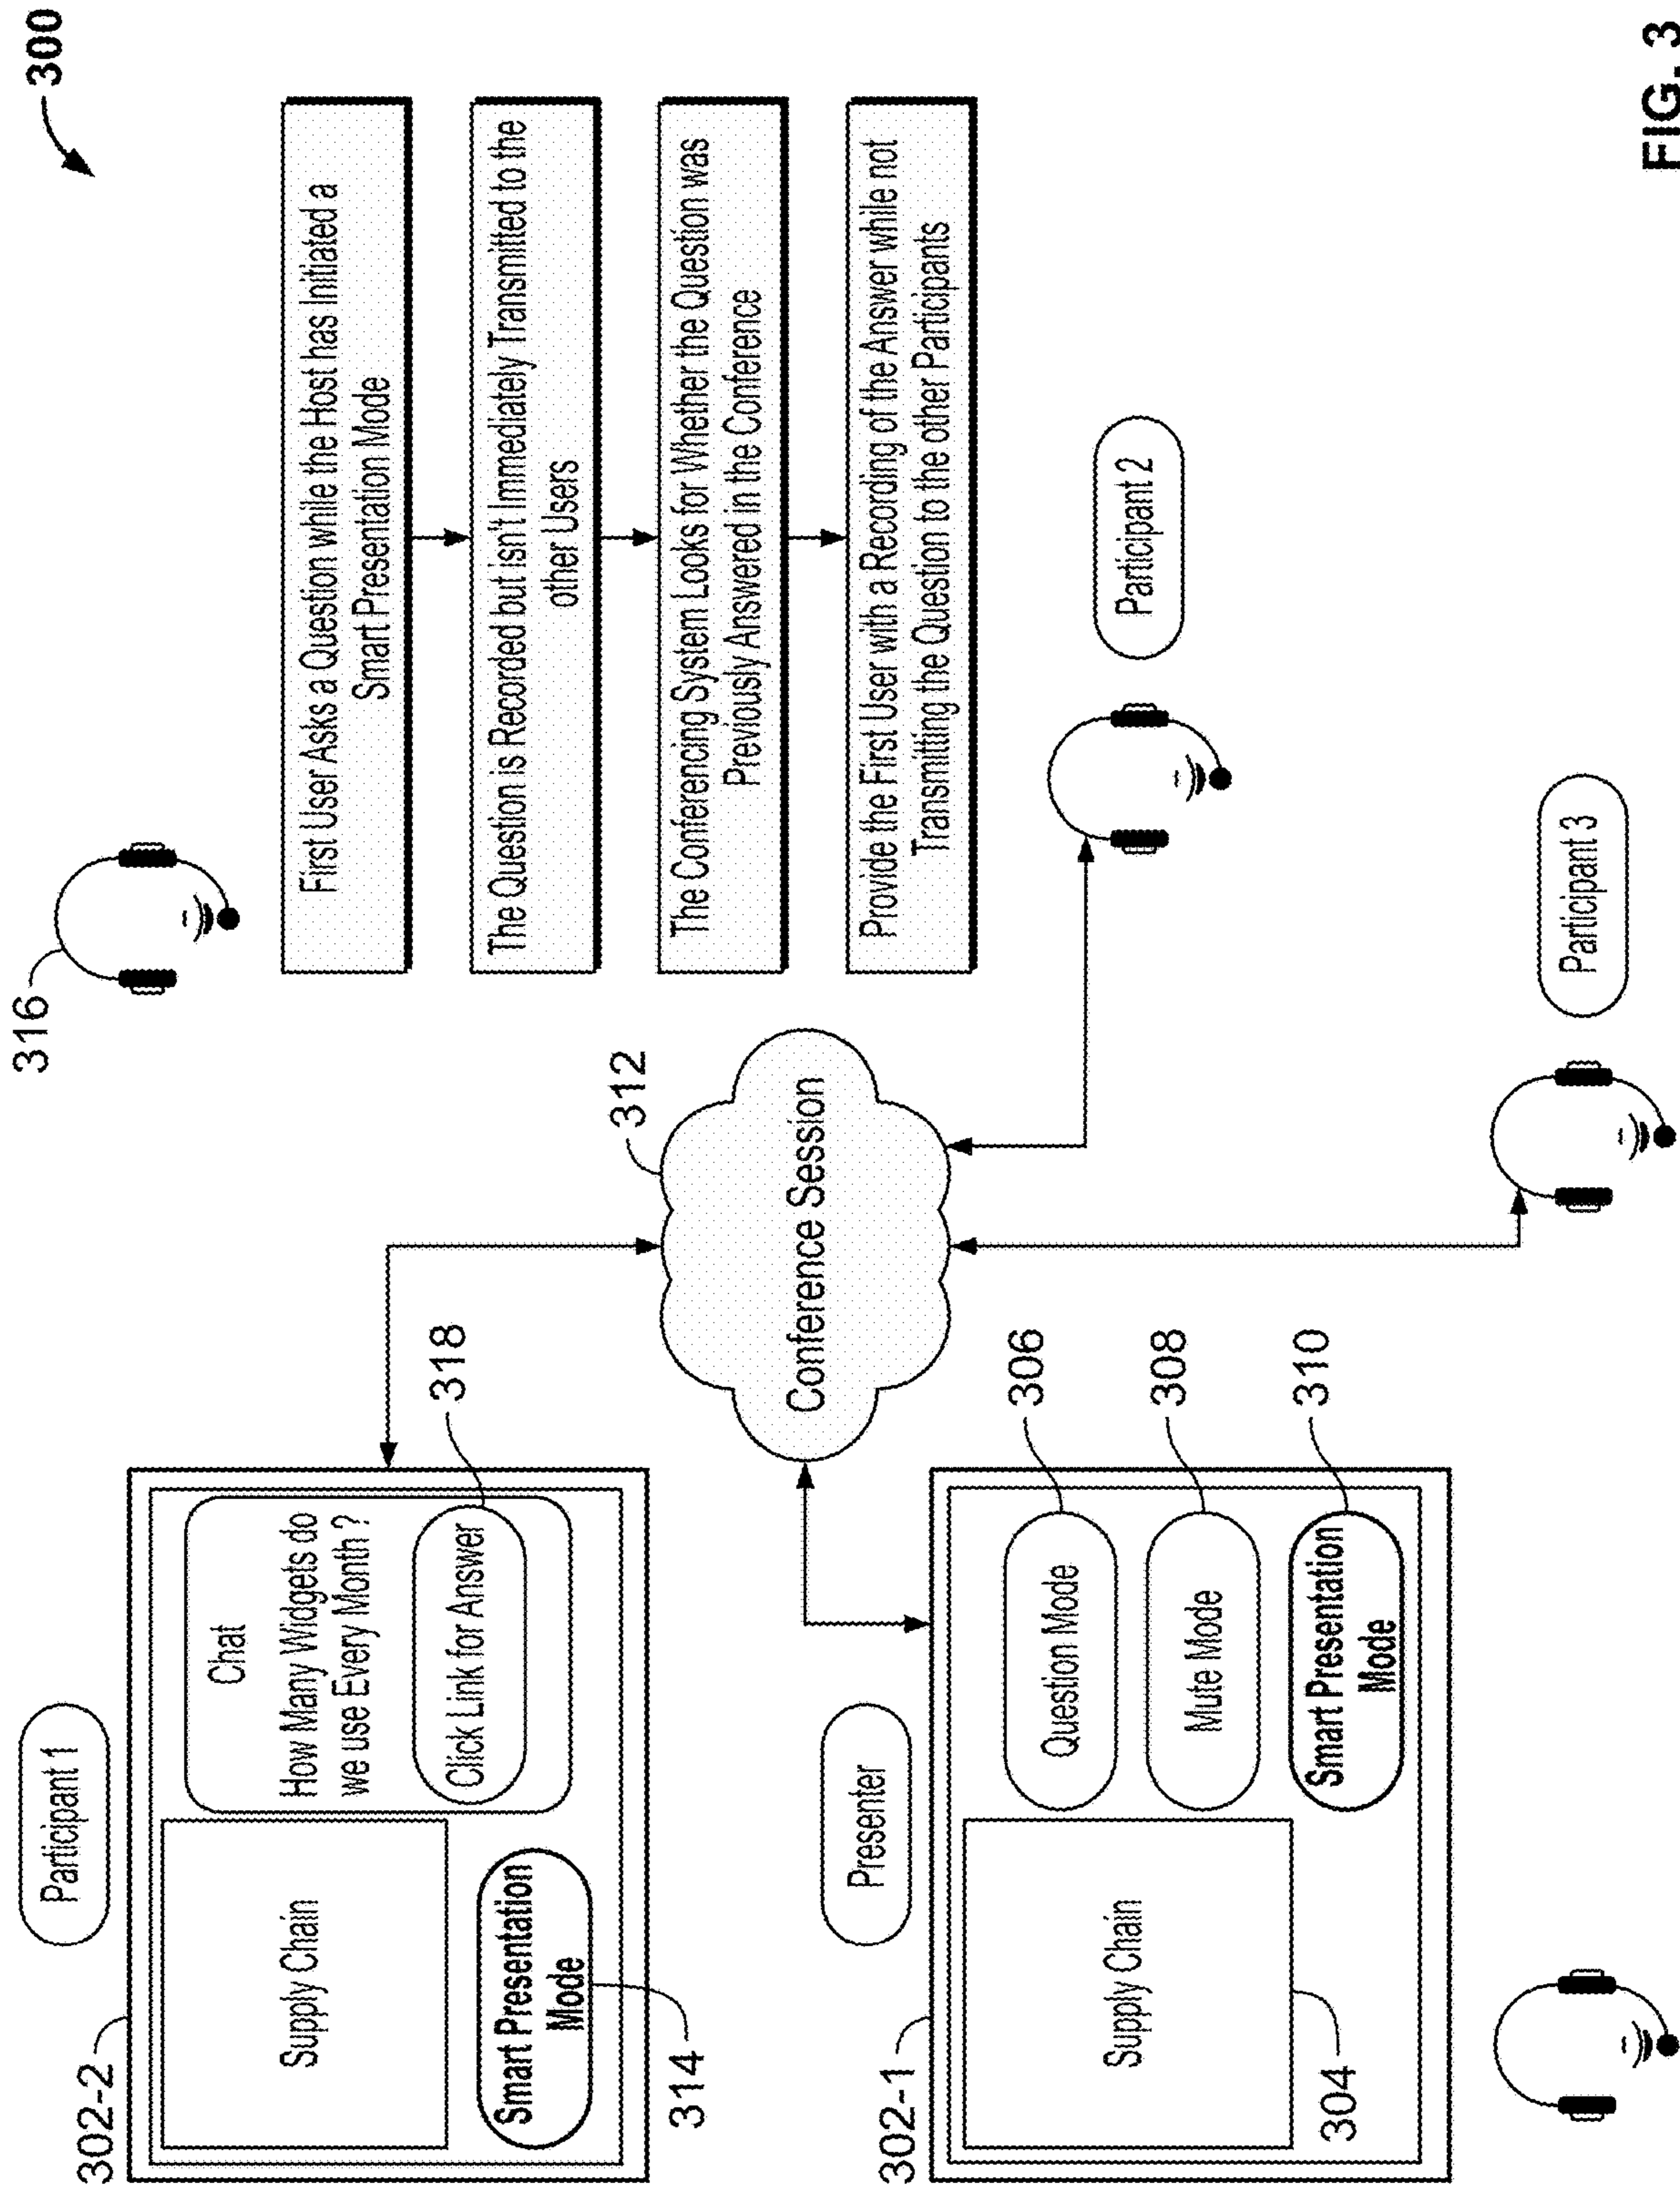 300
316
First User Asks a Question while the Host has Initiated a
Smart Presentation Mode
The Question is Recorded but isn't Immediately Transmitted to the
other Users
The Conferencing System Looks for Whether the Question was
Previously Answered in the Conference
Provide the First User with a Recording of the Answer while not
Transmitting the Question to the other Participants
Participant 1
302-2
Supply Chain
Chat
How Many Widgets do
we use Every Month ?
Click Link for Answer
318
Smart Presentation
Mode
314
312
Conference Session
Presenter
302-1
Supply Chain
304
Question Mode
306
Mute Mode
308
Smart Presentation
Mode
310
Participant 2
Participant 3
FIG. 3